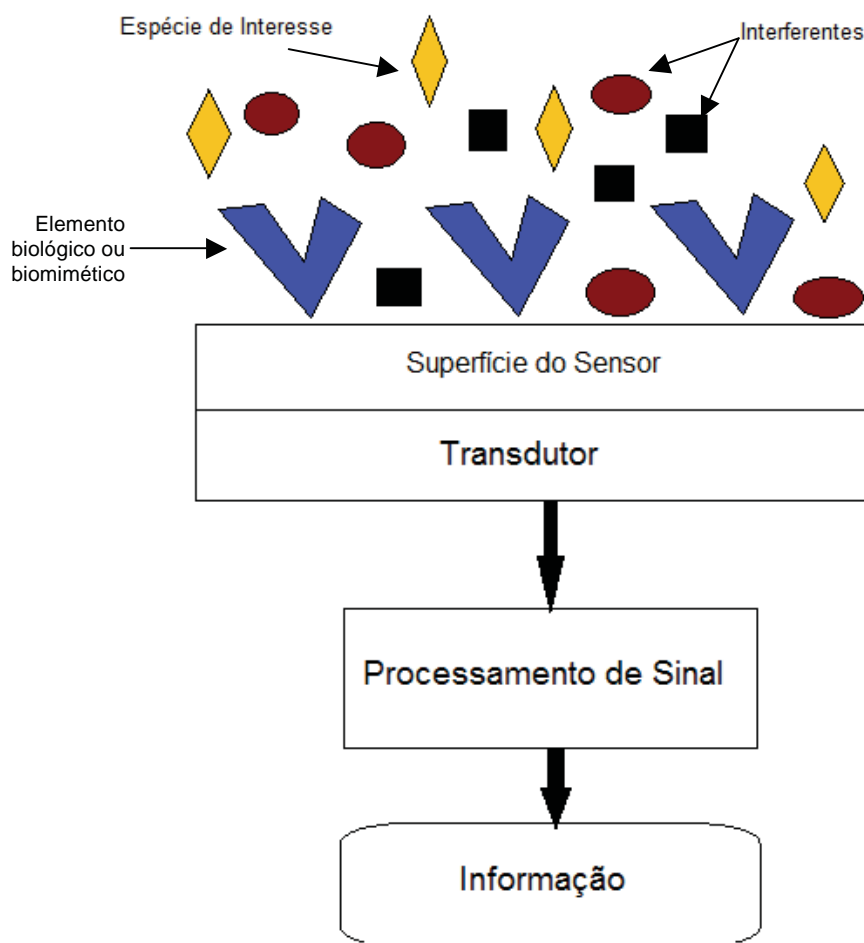 Espécie de Interesse
Interferentes
Elemento
biológico ou
biomimético
Superfície do Sensor
Transdutor
Processamento de Sinal
Informação